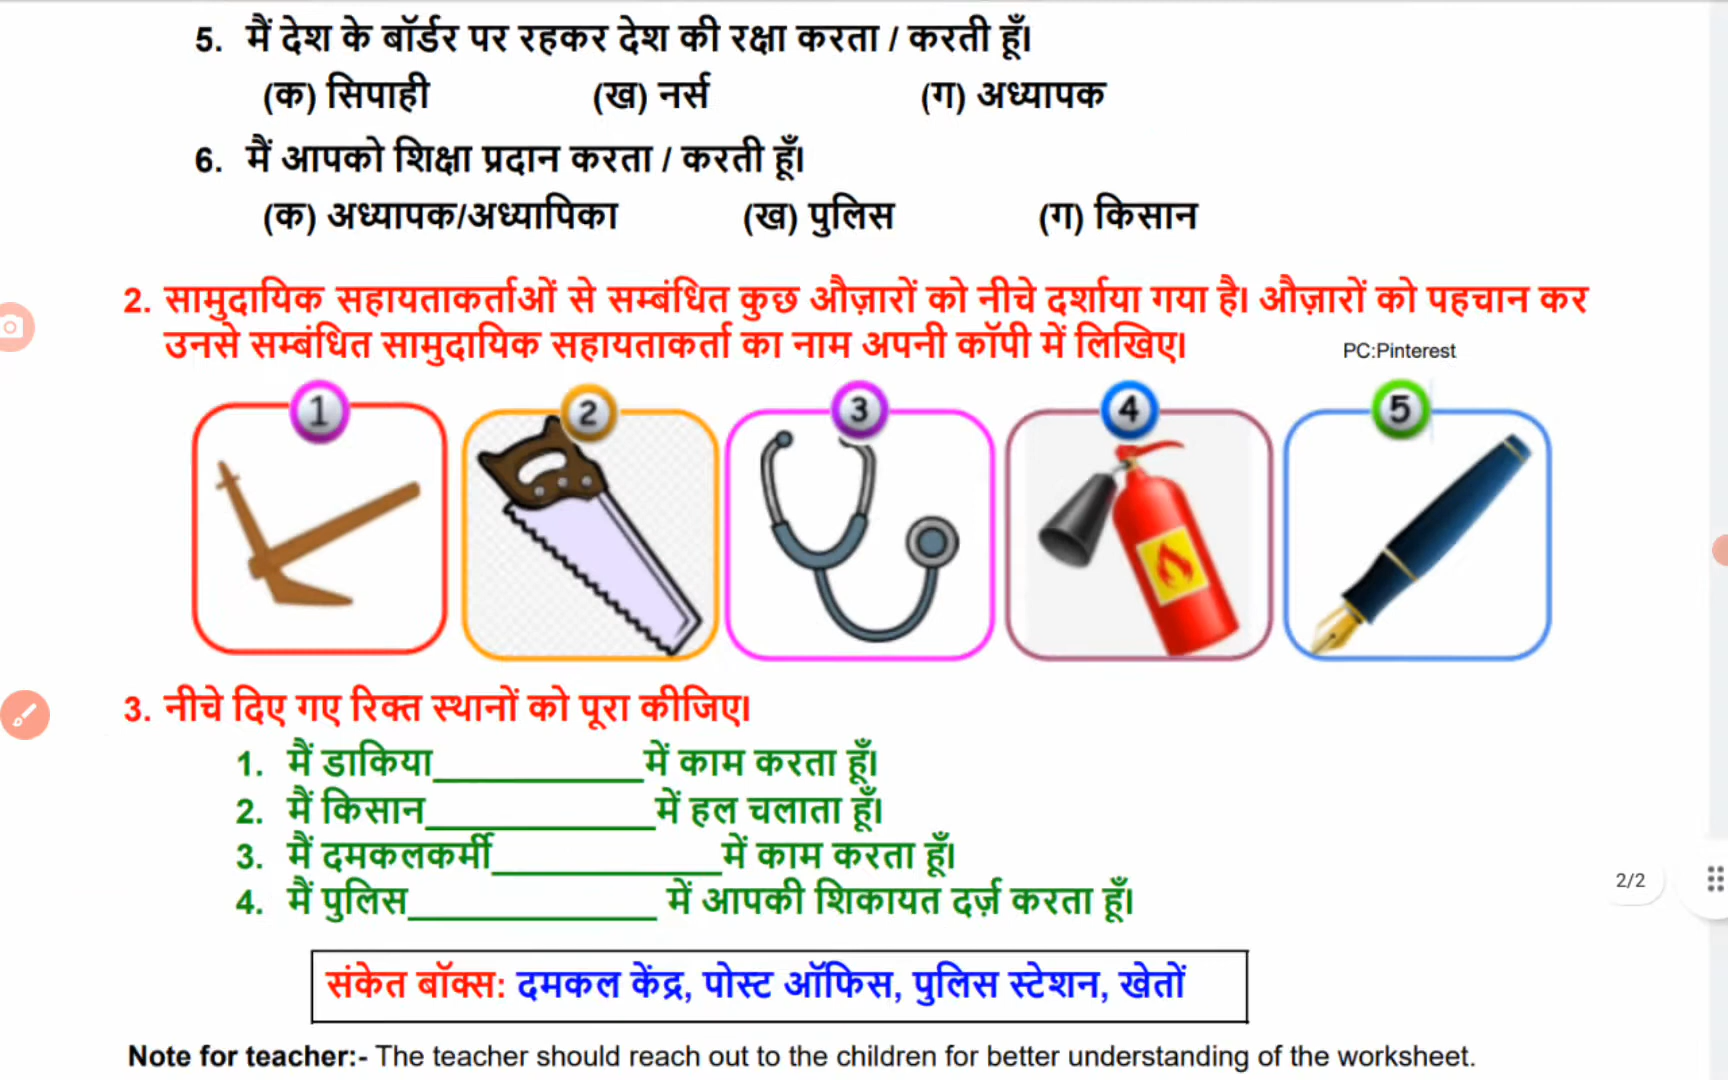 5. मैं देश के बॉर्डर पर रहकर देश की रक्षा करता / करती हूँ।
(क) सिपाही (ख) नर्स (ग) अध्यापक
6. मैं आपको शिक्षा प्रदान करता / करती हूँ।
(क) अध्यापक/अध्यापिका (ख) पुलिस (ग) किसान
2. सामुदायिक सहायताकर्ताओं से सम्बंधित कुछ औज़ारों को नीचे दर्शाया गया है। औज़ारों को पहचान कर
उनसे सम्बंधित सामुदायिक सहायताकर्ता का नाम अपनी कॉपी में लिखिए।
PC:Pinterest
1 2 3 4 5
3. नीचे दिए गए रिक्त स्थानों को पूरा कीजिए।
1. मैं डाकिया__________में काम करता हूँ।
2. मैं किसान___________में हल चलाता हूँ।
3. मैं दमकलकर्मी___________में काम करता हूँ।
4. मैं पुलिस____________ में आपकी शिकायत दर्ज़ करता हूँ।
2/2
संकेत बॉक्स: दमकल केंद्र, पोस्ट ऑफिस, पुलिस स्टेशन, खेतों
Note for teacher:- The teacher should reach out to the children for better understanding of the worksheet.